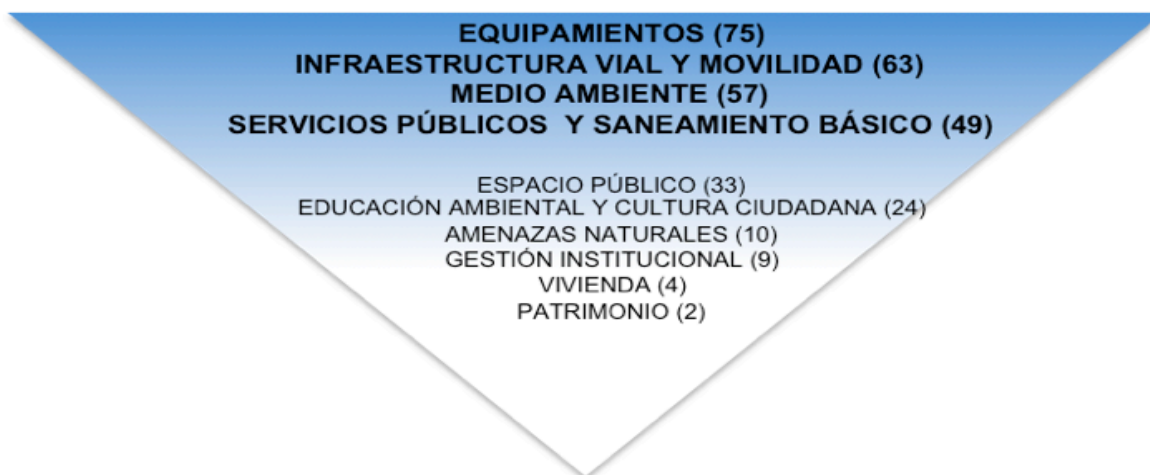 EQUIPAMIENTOS (75)
INFRAESTRUCTURA VIAL Y MOVILIDAD (63)
MEDIO AMBIENTE (57)
SERVICIOS PÚBLICOS Y SANEAMIENTO BÁSICO (49)
ESPACIO PÚBLICO (33)
EDUCACIÓN AMBIENTAL Y CULTURA CIUDADANA (24)
AMENAZAS NATURALES (10)
GESTIÓN INSTITUCIONAL (9)
VIVIENDA (4)
PATRIMONIO (2)